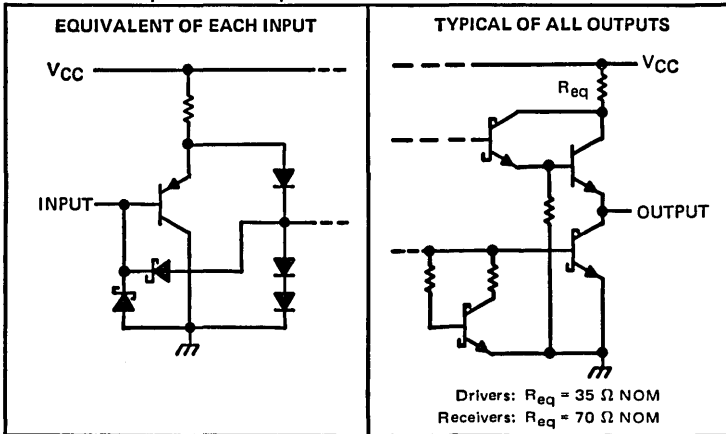 EQUIVALENT OF EACH INPUT
VCC
INPUT
TYPICAL OF ALL OUTPUTS
VCC
Req
OUTPUT
Drivers: Req = 35 Ω NOM
Receivers: Req = 70 Ω NOM